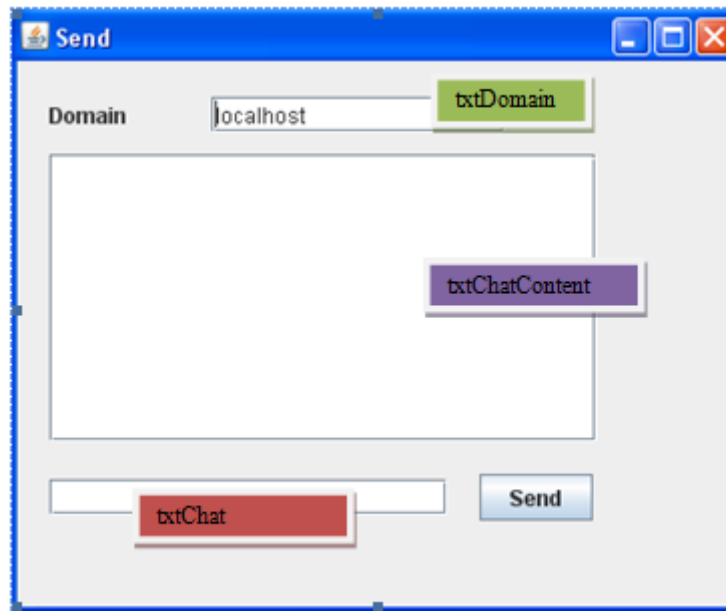 Send
Domain
localhost
txtDomain
txtChatContent
txtChat
Send